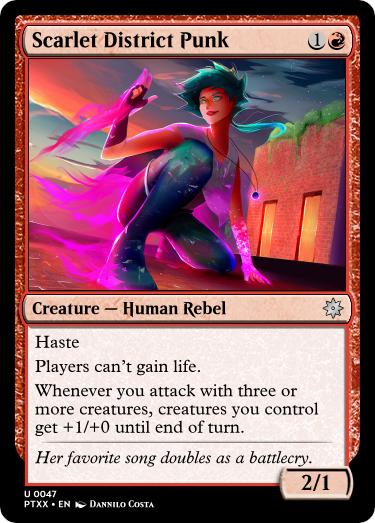 Scarlet District Punk 1
Creature — Human Rebel
Haste
Players can't gain life.
Whenever you attack with three or
more creatures, creatures you control
get +1/+0 until end of turn.
Her favorite song doubles as a battlecry.
2/1
U 0047
PTXX • EN Dannilo Costa